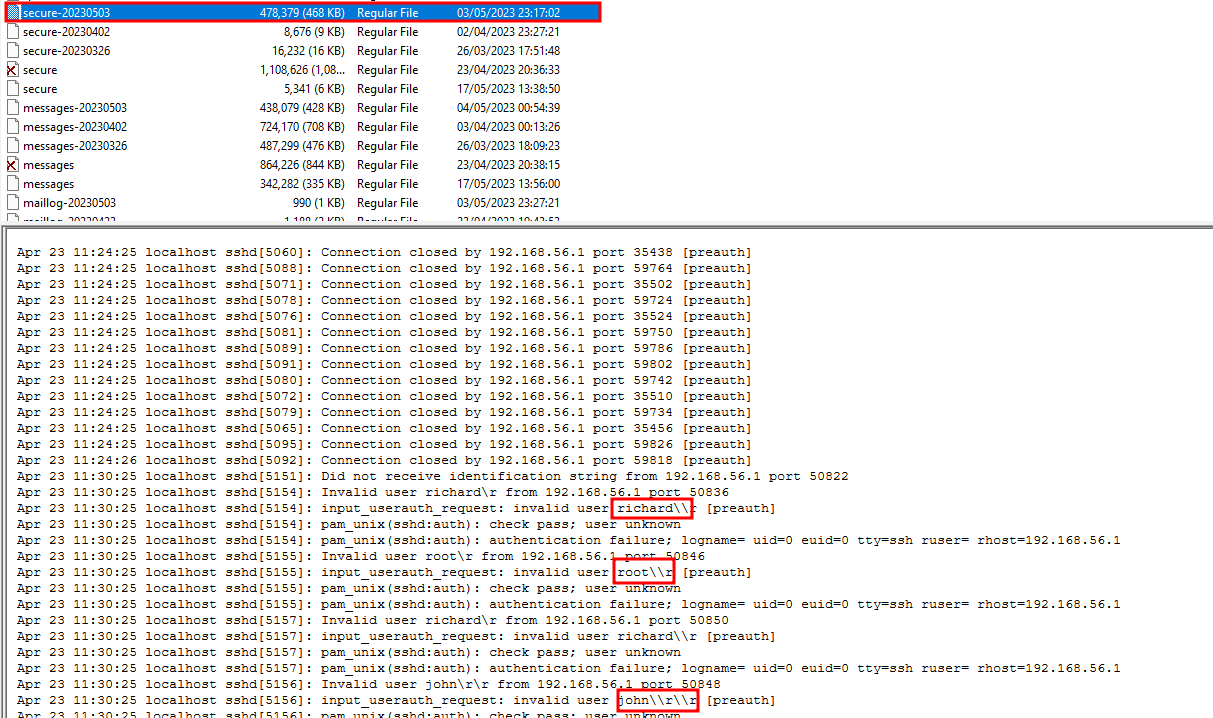 secure-20230503 478,379 (468 KB) Regular File 03/05/2023 23:17:02
secure-20230402 8,676 (9 KB) Regular File 02/04/2023 23:27:21
secure-20230326 16,232 (16 KB) Regular File 26/03/2023 17:51:48
secure 1,108,626 (1,08... Regular File 23/04/2023 20:36:33
secure 5,341 (6 KB) Regular File 17/05/2023 13:38:50
messages-20230503 438,079 (428 KB) Regular File 04/05/2023 00:54:39
messages-20230402 724,170 (708 KB) Regular File 03/04/2023 00:13:26
messages-20230326 487,299 (476 KB) Regular File 26/03/2023 18:09:23
messages 864,226 (844 KB) Regular File 23/04/2023 20:38:15
messages 342,282 (335 KB) Regular File 17/05/2023 13:56:00
maillog-20230503 990 (1 KB) Regular File 03/05/2023 23:27:21
Apr 23 11:24:25 localhost sshd[5060]: Connection closed by 192.168.56.1 port 35438 [preauth]
Apr 23 11:24:25 localhost sshd[5088]: Connection closed by 192.168.56.1 port 59764 [preauth]
Apr 23 11:24:25 localhost sshd[5071]: Connection closed by 192.168.56.1 port 35502 [preauth]
Apr 23 11:24:25 localhost sshd[5078]: Connection closed by 192.168.56.1 port 59724 [preauth]
Apr 23 11:24:25 localhost sshd[5076]: Connection closed by 192.168.56.1 port 35524 [preauth]
Apr 23 11:24:25 localhost sshd[5081]: Connection closed by 192.168.56.1 port 59750 [preauth]
Apr 23 11:24:25 localhost sshd[5089]: Connection closed by 192.168.56.1 port 59786 [preauth]
Apr 23 11:24:25 localhost sshd[5091]: Connection closed by 192.168.56.1 port 59802 [preauth]
Apr 23 11:24:25 localhost sshd[5080]: Connection closed by 192.168.56.1 port 59742 [preauth]
Apr 23 11:24:25 localhost sshd[5072]: Connection closed by 192.168.56.1 port 35510 [preauth]
Apr 23 11:24:25 localhost sshd[5079]: Connection closed by 192.168.56.1 port 59734 [preauth]
Apr 23 11:24:25 localhost sshd[5065]: Connection closed by 192.168.56.1 port 35456 [preauth]
Apr 23 11:24:25 localhost sshd[5095]: Connection closed by 192.168.56.1 port 59826 [preauth]
Apr 23 11:24:26 localhost sshd[5092]: Connection closed by 192.168.56.1 port 59818 [preauth]
Apr 23 11:30:25 localhost sshd[5151]: Did not receive identification string from 192.168.56.1 port 50822
Apr 23 11:30:25 localhost sshd[5154]: Invalid user richard\r from 192.168.56.1 port 50836
Apr 23 11:30:25 localhost sshd[5154]: input_userauth_request: invalid user richard\\r [preauth]
Apr 23 11:30:25 localhost sshd[5154]: pam_unix(sshd:auth): check pass; user unknown
Apr 23 11:30:25 localhost sshd[5154]: pam_unix(sshd:auth): authentication failure; logname= uid=0 euid=0 tty=ssh ruser= rhost=192.168.56.1
Apr 23 11:30:25 localhost sshd[5155]: Invalid user root\r from 192.168.56.1 port 50846
Apr 23 11:30:25 localhost sshd[5155]: input_userauth_request: invalid user root\\r [preauth]
Apr 23 11:30:25 localhost sshd[5155]: pam_unix(sshd:auth): check pass; user unknown
Apr 23 11:30:25 localhost sshd[5155]: pam_unix(sshd:auth): authentication failure; logname= uid=0 euid=0 tty=ssh ruser= rhost=192.168.56.1
Apr 23 11:30:25 localhost sshd[5157]: Invalid user richard\r from 192.168.56.1 port 50850
Apr 23 11:30:25 localhost sshd[5157]: input_userauth_request: invalid user richard\\r [preauth]
Apr 23 11:30:25 localhost sshd[5157]: pam_unix(sshd:auth): check pass; user unknown
Apr 23 11:30:25 localhost sshd[5157]: pam_unix(sshd:auth): authentication failure; logname= uid=0 euid=0 tty=ssh ruser= rhost=192.168.56.1
Apr 23 11:30:25 localhost sshd[5156]: Invalid user john\r\r from 192.168.56.1 port 50848
Apr 23 11:30:25 localhost sshd[5156]: input_userauth_request: invalid user john\\r\\r [preauth]
Apr 23 11:30:25 localhost sshd[5156]: pam_unix(sshd:auth): check pass; user unknown